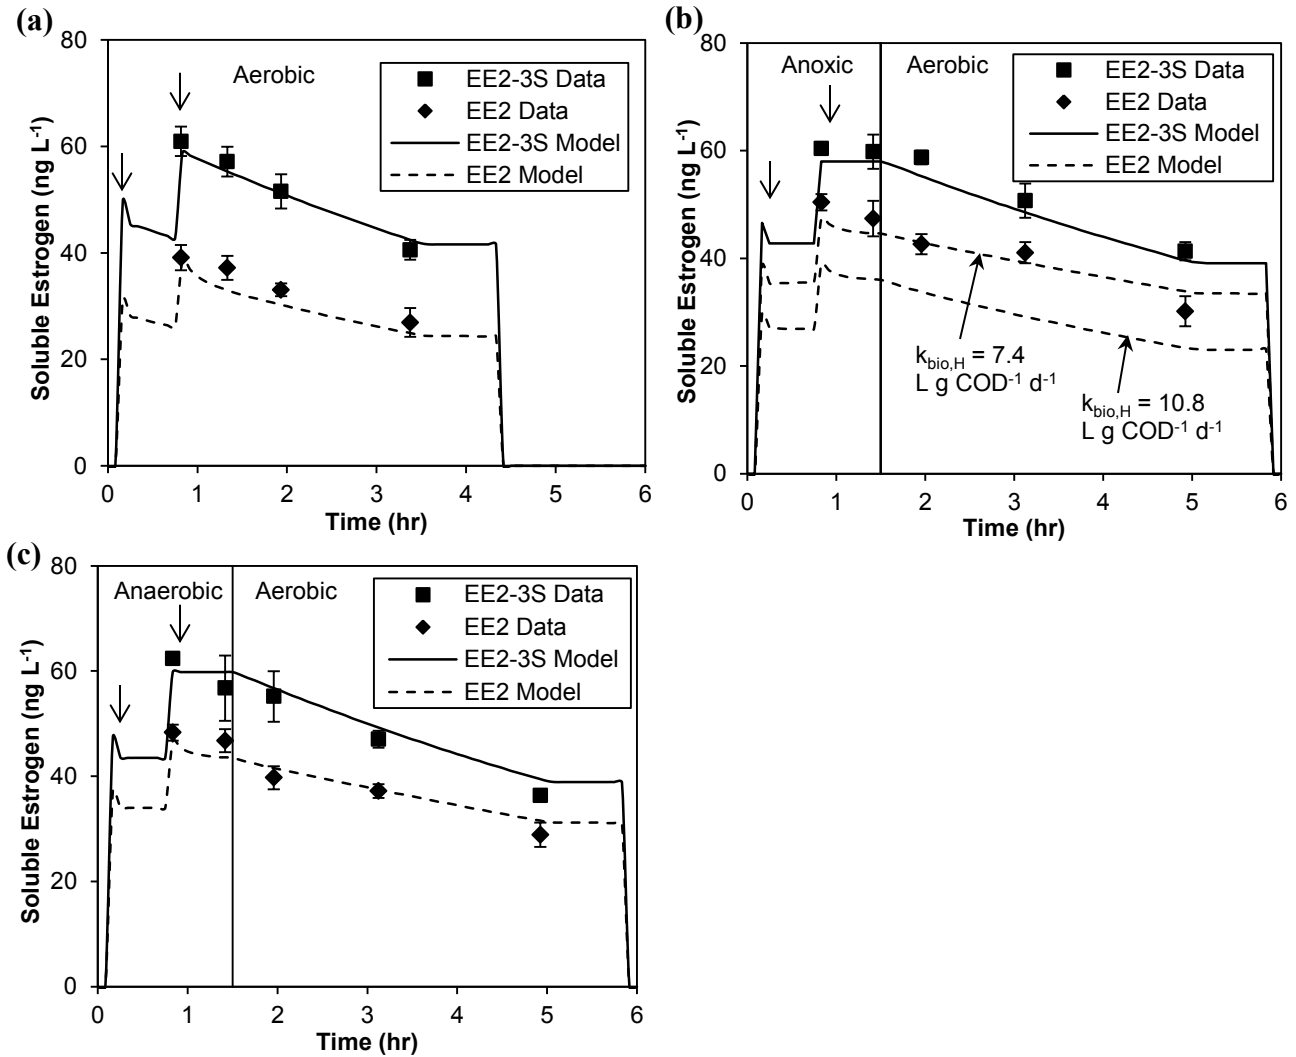 (a)
80
60
40
20
0
Soluble Estrogen (ng L⁻¹)
Aerobic
EE2-3S Data
EE2 Data
EE2-3S Model
EE2 Model
0 1 2 3 4 5 6
Time (hr)
(b)
80
60
40
20
0
Soluble Estrogen (ng L⁻¹)
Anoxic
Aerobic
EE2-3S Data
EE2 Data
EE2-3S Model
EE2 Model
k_bio,H = 7.4
L g COD⁻¹ d⁻¹
k_bio,H = 10.8
L g COD⁻¹ d⁻¹
0 1 2 3 4 5 6
Time (hr)
(c)
80
60
40
20
0
Soluble Estrogen (ng L⁻¹)
Anaerobic
Aerobic
EE2-3S Data
EE2 Data
EE2-3S Model
EE2 Model
0 1 2 3 4 5 6
Time (hr)